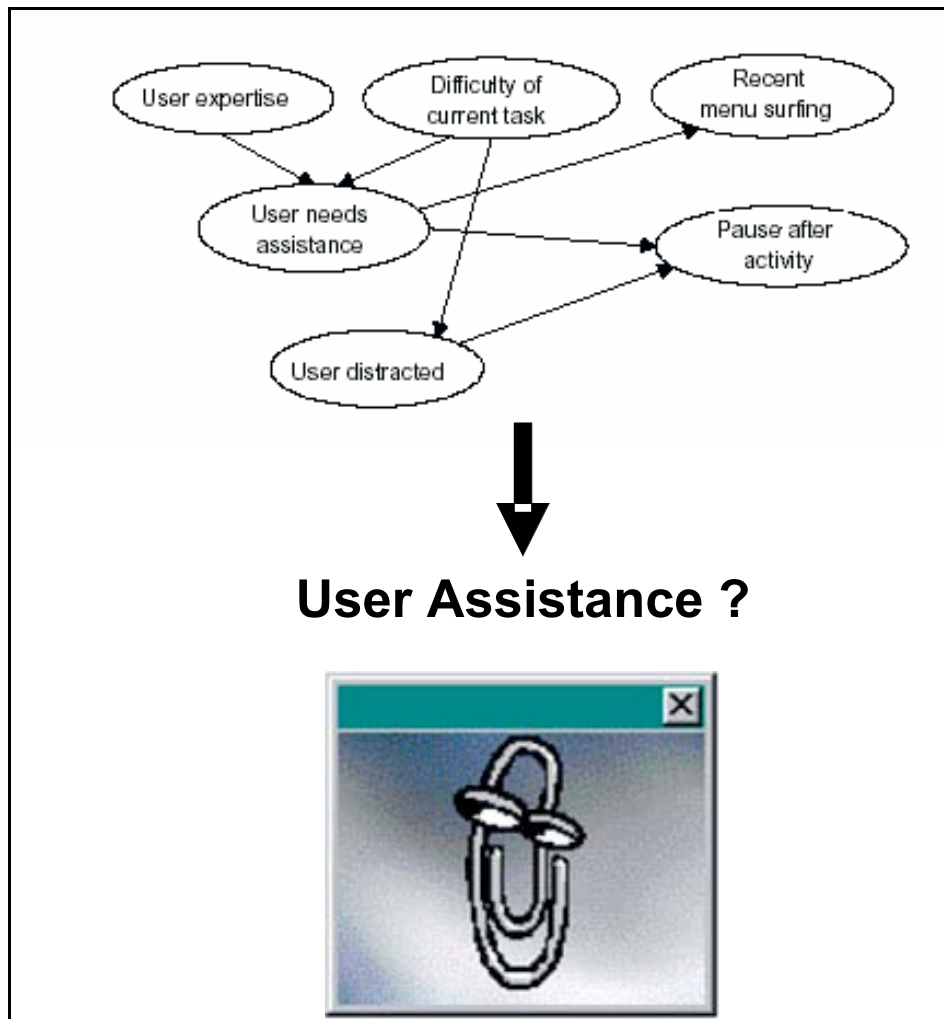 User expertise
Difficulty of
current task
Recent
menu surfing
User needs
assistance
Pause after
activity
User distracted
User Assistance ?